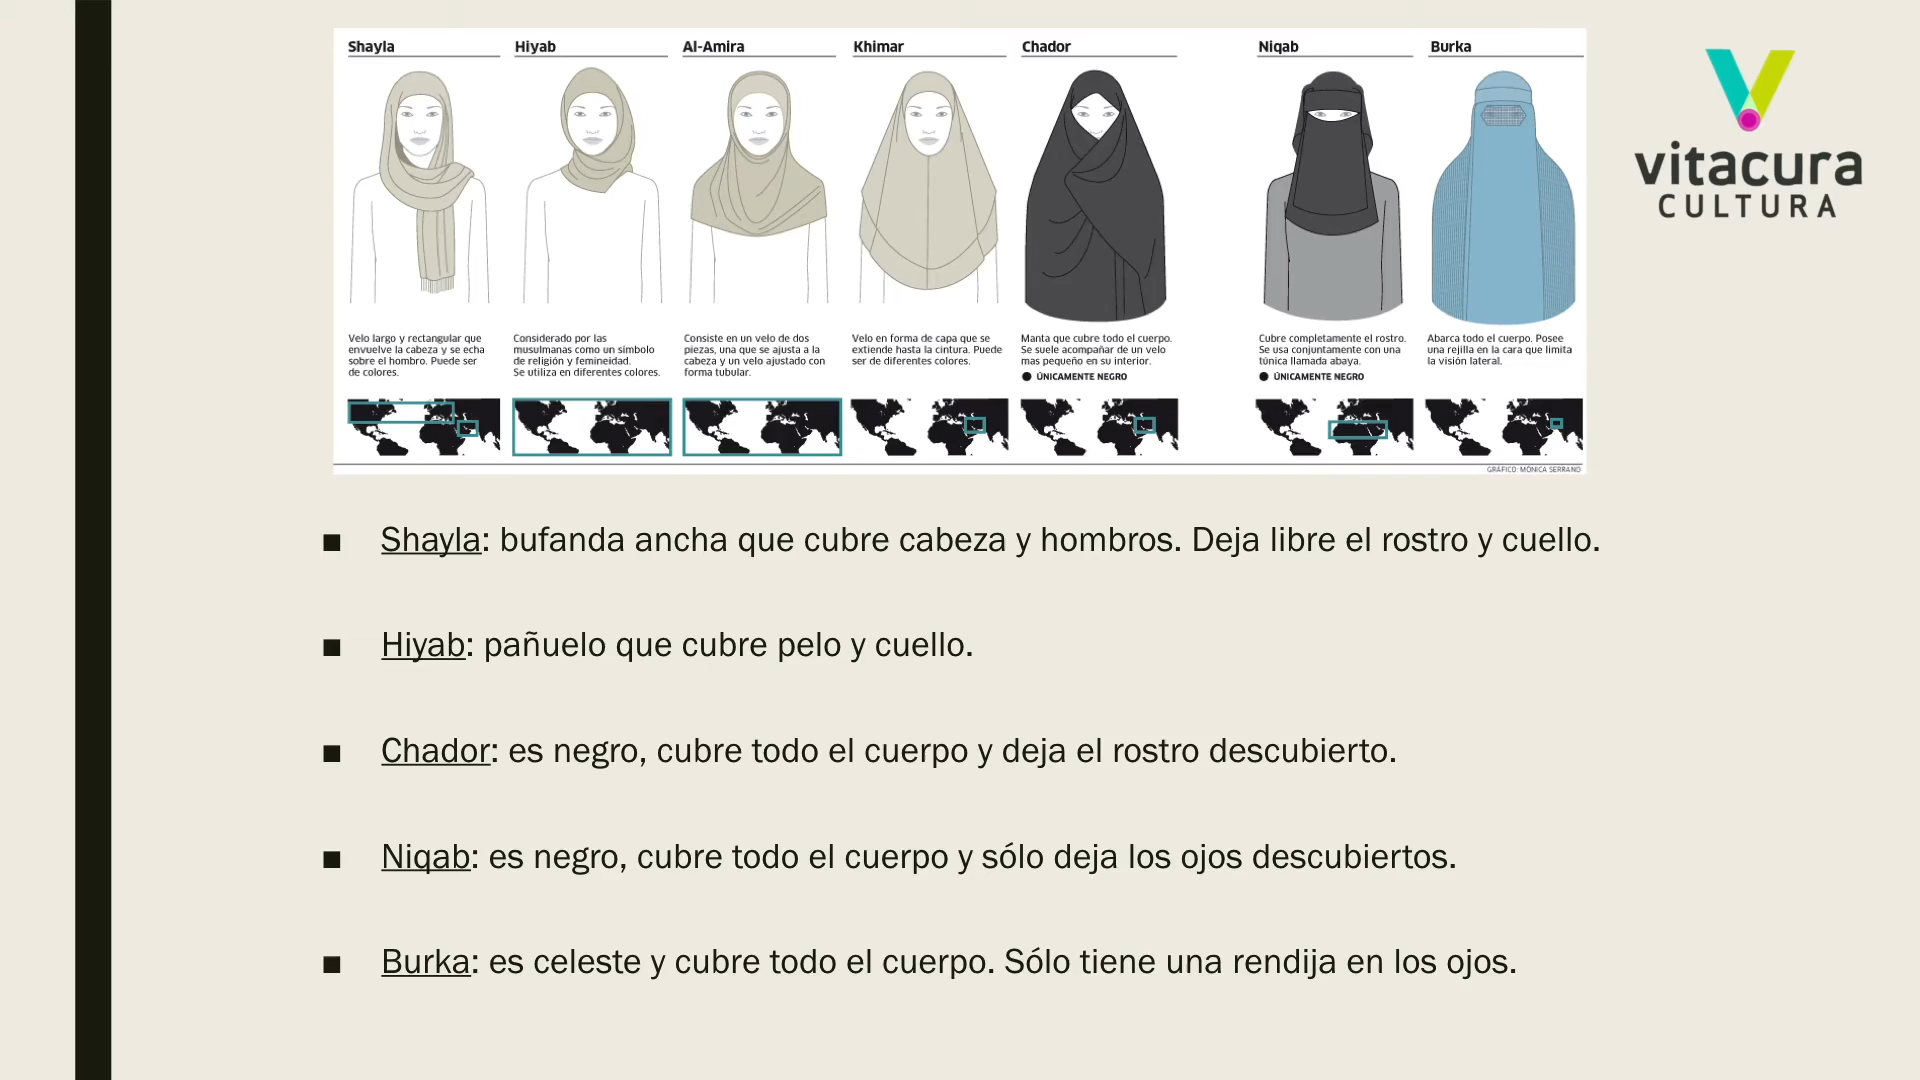 Shayla
Hiyab
Al-Amira
Khimar
Chador
Niqab
Burka
Velo largo y rectangular que
envuelve la cabeza y se echa
sobre el hombro. Puede ser
de colores.
Considerado por las
musulmanas como un símbolo
de religión y femineidad.
Se utiliza en diferentes colores.
Consiste en un velo de dos
piezas, una que se ajusta a la
cabeza y un velo ajustado con
forma tubular.
Velo en forma de capa que se
extiende hasta la cintura. Puede
ser de diferentes colores.
Manta que cubre todo el cuerpo.
Se suele acompañar de un velo
mas pequeño en su interior.
ÚNICAMENTE NEGRO
Cubre completamente el rostro.
Se usa conjuntamente con una
túnica llamada abaya.
ÚNICAMENTE NEGRO
Abarca todo el cuerpo. Posee
una rejilla en la cara que limita
la visión lateral.
GRÁFICO: MÓNICA SERRANO
vitacura
CULTURA
■ Shayla: bufanda ancha que cubre cabeza y hombros. Deja libre el rostro y cuello.
■ Hiyab: pañuelo que cubre pelo y cuello.
■ Chador: es negro, cubre todo el cuerpo y deja el rostro descubierto.
■ Niqab: es negro, cubre todo el cuerpo y sólo deja los ojos descubiertos.
■ Burka: es celeste y cubre todo el cuerpo. Sólo tiene una rendija en los ojos.